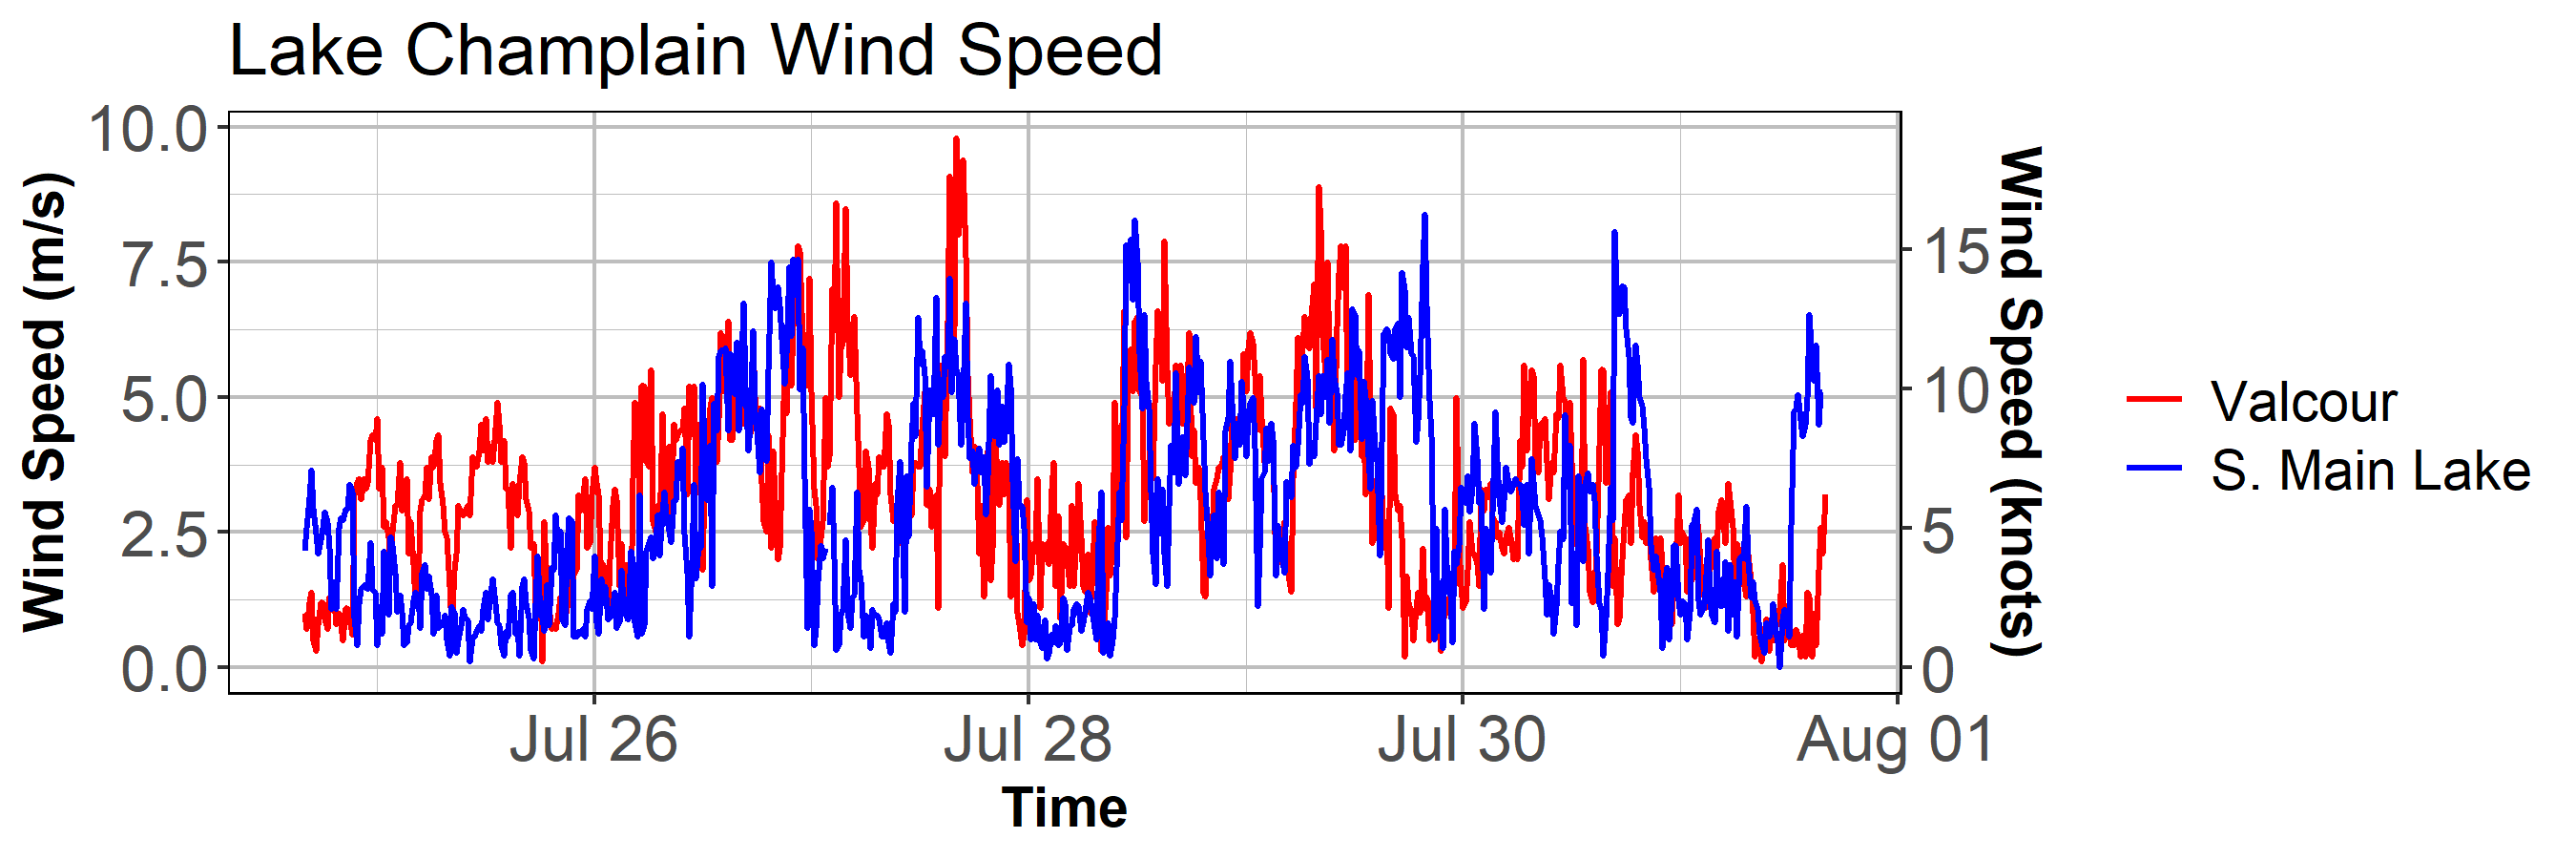 Lake Champlain Wind Speed
Wind Speed (m/s)
10.0
7.5
5.0
2.5
0.0
15
10
5
0
Wind Speed (knots)
Valcour
S. Main Lake
Jul 26
Jul 28
Jul 30
Aug 01
Time